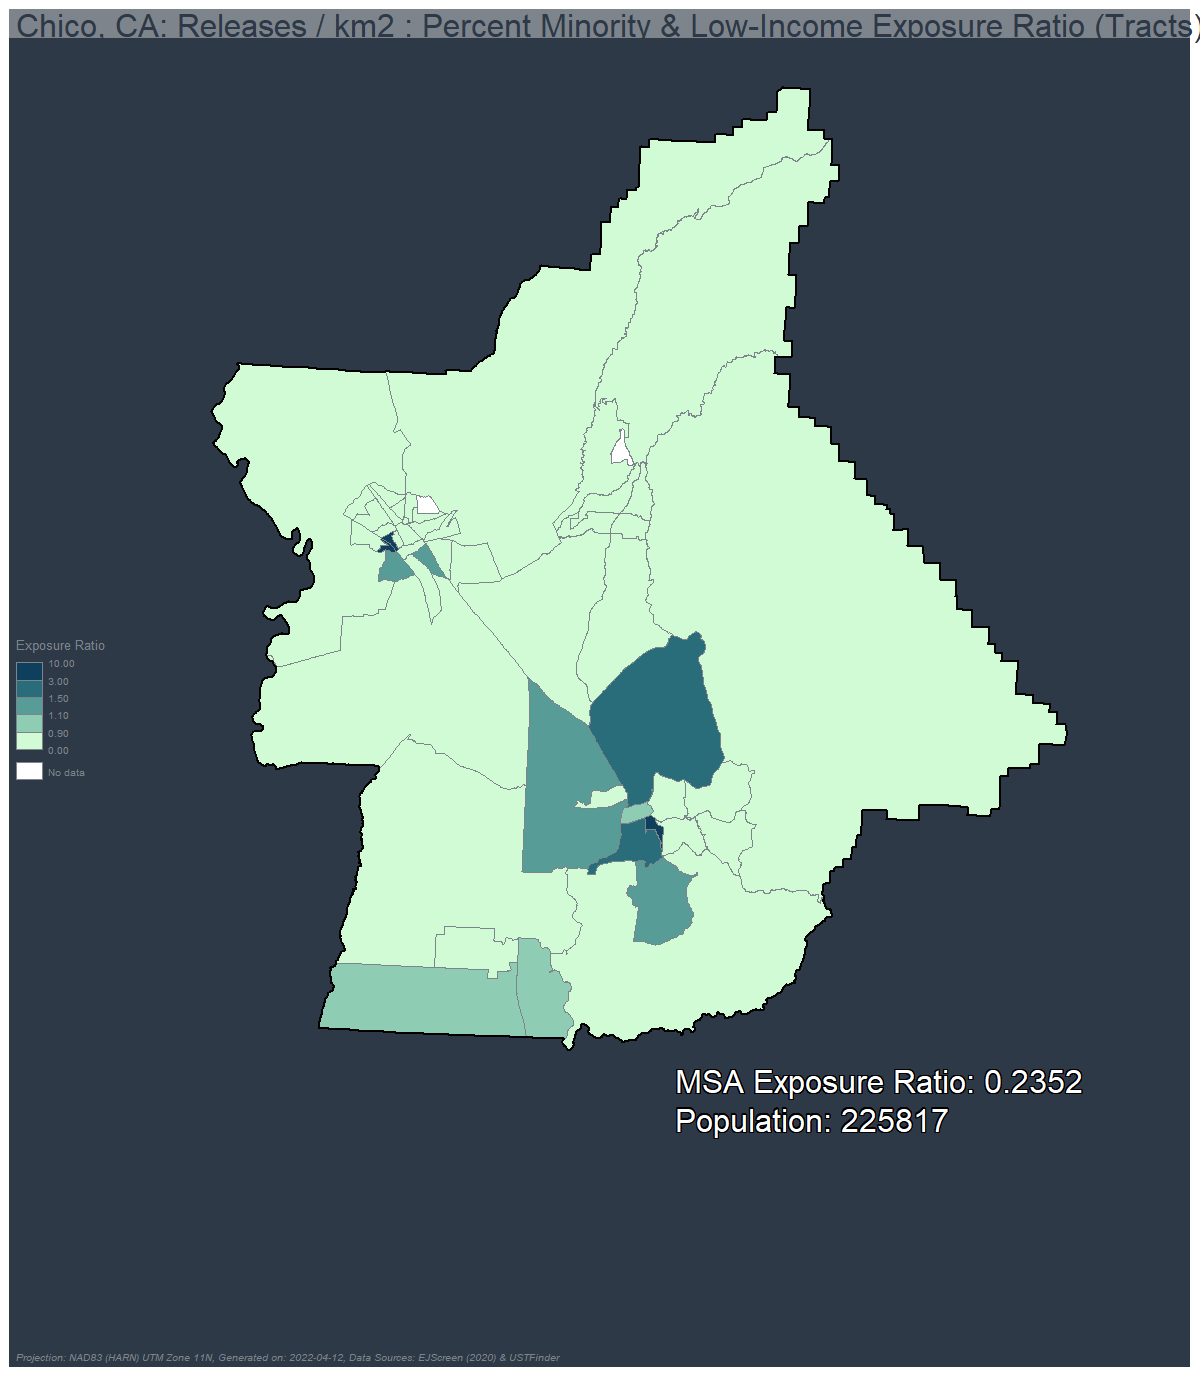 Chico, CA: Releases / km2 : Percent Minority & Low-Income Exposure Ratio (Tracts)
Exposure Ratio
10.00
3.00
1.50
1.10
0.90
0.00
No data
MSA Exposure Ratio: 0.2352
Population: 225817
Projection: NAD83 (HARN) UTM Zone 11N, Generated on: 2022-04-12, Data Sources: EJScreen (2020) & USTFinder